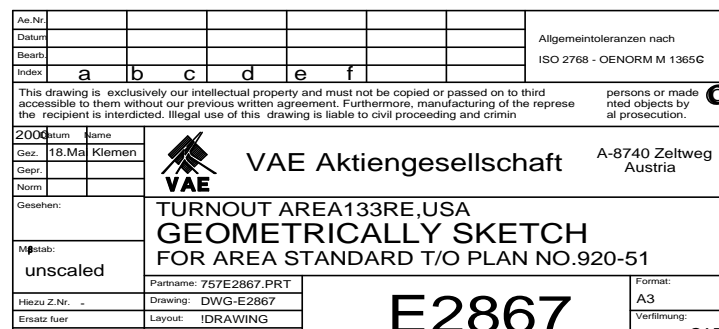 Ae.Nr.
Datum
Bearb.
Index a b c d e f
Allgemeintoleranzen nach
ISO 2768 - OENORM M 1365
This drawing is exclusively our intellectual property and must not be copied or passed on to third persons or made
accessible to them without our previous written agreement. Furthermore, manufacturing of the represe nted objects by
the recipient is interdicted. Illegal use of this drawing is liable to civil proceeding and crimin al prosecution.
2000 Datum Name
Gez. 18.Ma Klemen
Gepr.
Norm
VAE
VAE Aktiengesellschaft
A-8740 Zeltweg
Austria
Gesehen:
TURNOUT AREA133RE,USA
GEOMETRICALLY SKETCH
FOR AREA STANDARD T/O PLAN NO.920-51
Maßstab:
unscaled
Partname: 757E2867.PRT
Drawing: DWG-E2867
Layout: !DRAWING
E2867
Format:
A3
Verfilmung:
Hiezu Z.Nr. -
Ersatz fuer